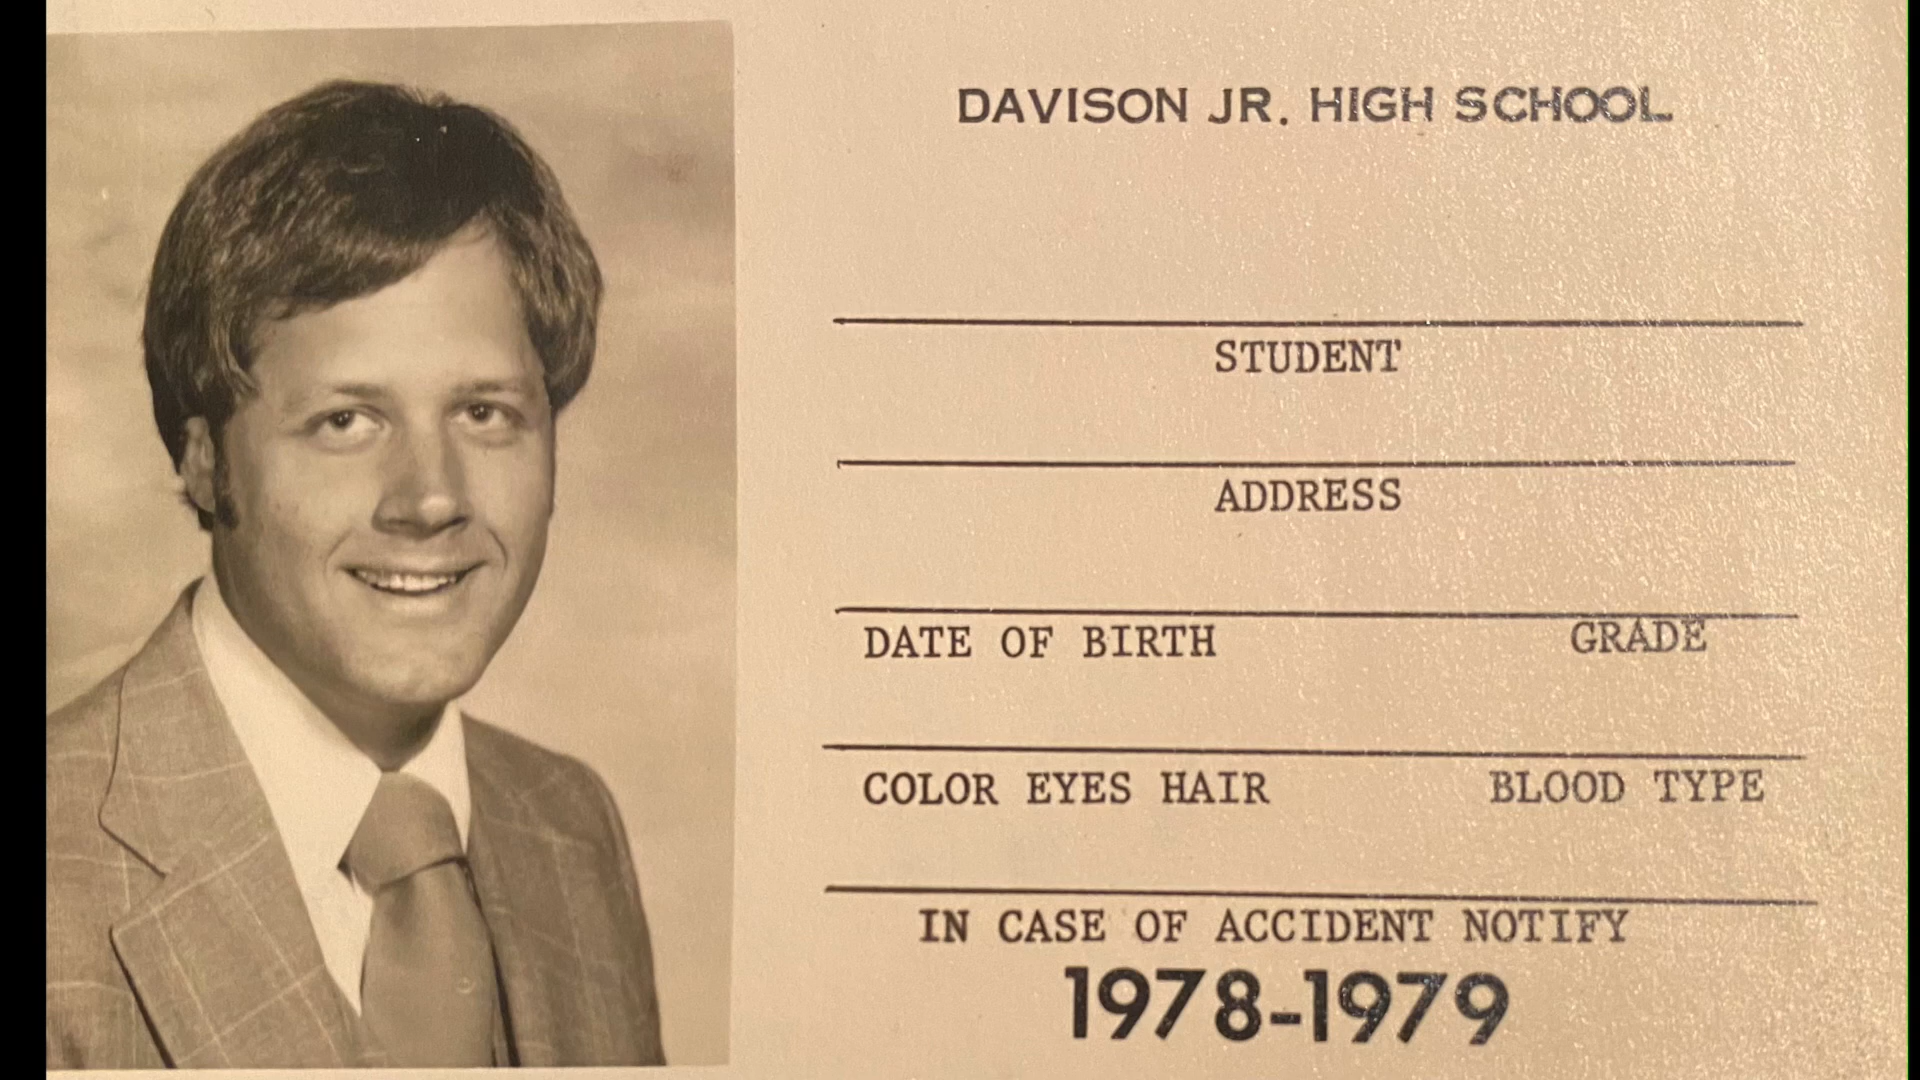 DAVISON JR. HIGH SCHOOL
STUDENT
ADDRESS
DATE OF BIRTH GRADE
COLOR EYES HAIR BLOOD TYPE
IN CASE OF ACCIDENT NOTIFY
1978-1979